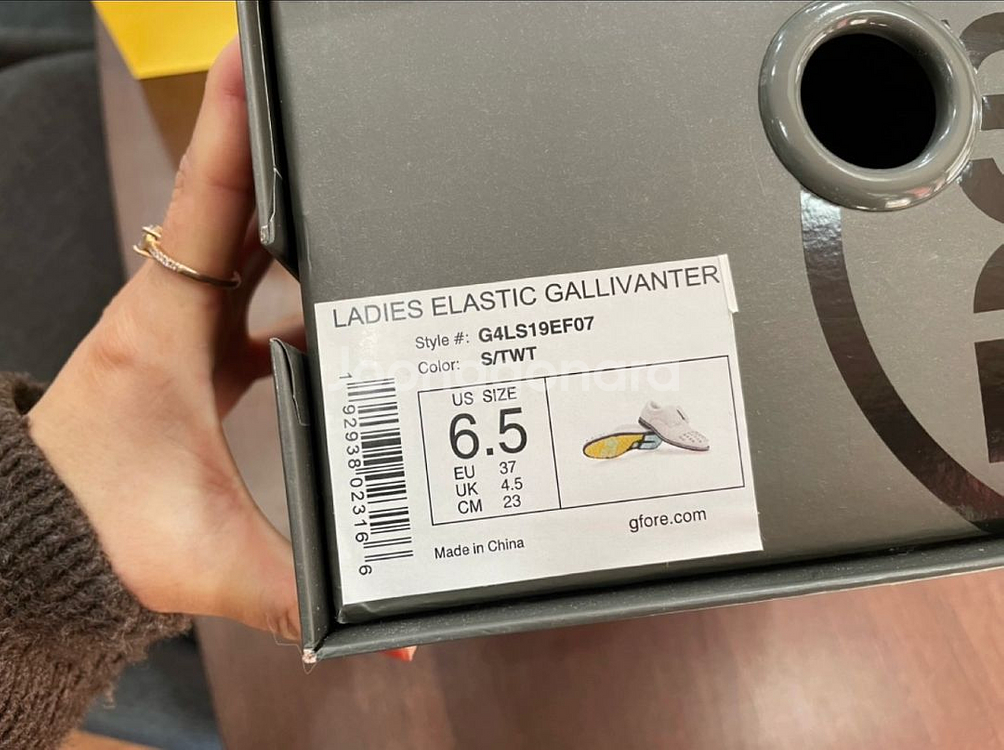 LADIES ELASTIC GALLIVANTER
Style #: G4LS19EF07
Color: S/TWT
Joongonara
US SIZE
6.5
EU 37
UK 4.5
CM 23
1 92938 02316 6
gfore.com
Made in China